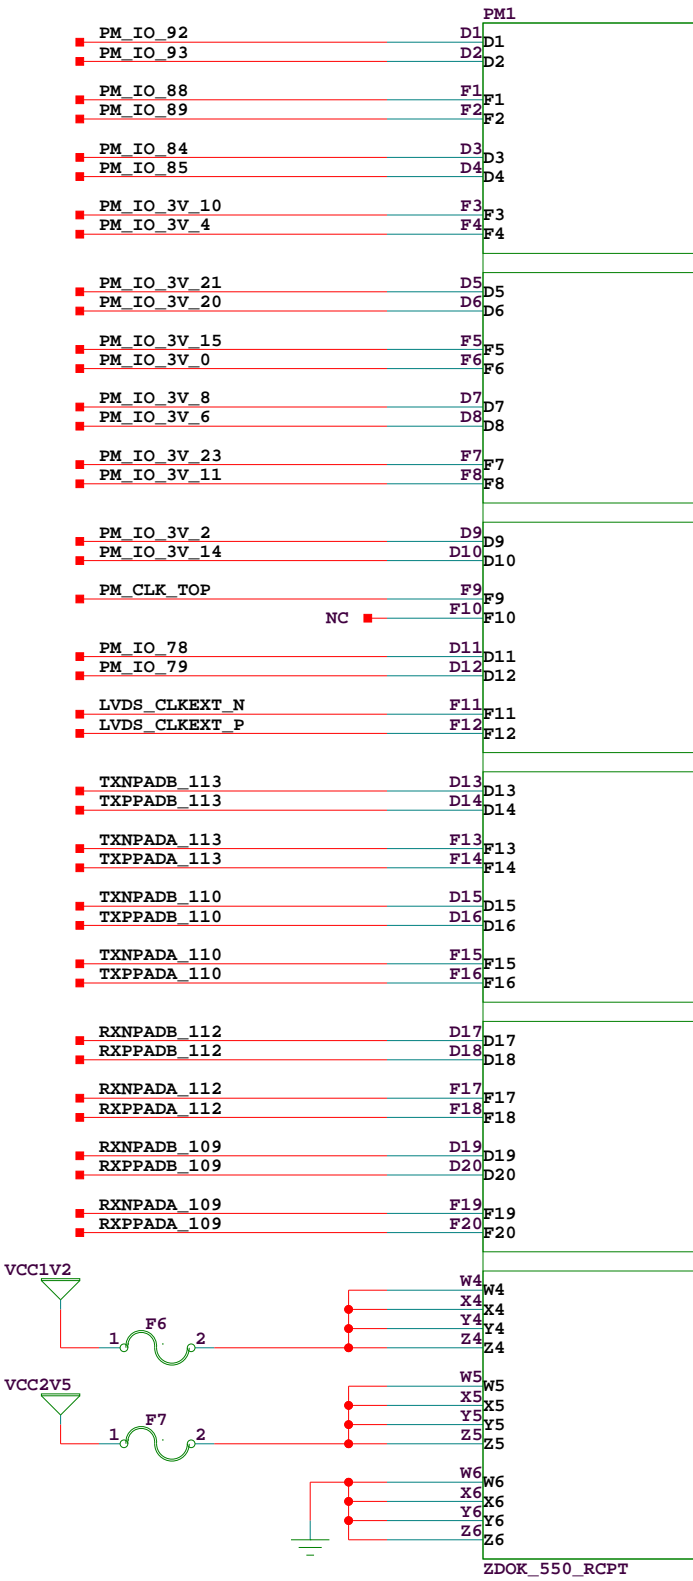 PM1
PM_IO_92 D1 D1
PM_IO_93 D2 D2
PM_IO_88 F1 F1
PM_IO_89 F2 F2
PM_IO_84 D3 D3
PM_IO_85 D4 D4
PM_IO_3V_10 F3 F3
PM_IO_3V_4 F4 F4
PM_IO_3V_21 D5 D5
PM_IO_3V_20 D6 D6
PM_IO_3V_15 F5 F5
PM_IO_3V_0 F6 F6
PM_IO_3V_8 D7 D7
PM_IO_3V_6 D8 D8
PM_IO_3V_23 F7 F7
PM_IO_3V_11 F8 F8
PM_IO_3V_2 D9 D9
PM_IO_3V_14 D10 D10
PM_CLK_TOP F9 F9
NC F10 F10
PM_IO_78 D11 D11
PM_IO_79 D12 D12
LVDS_CLKEXT_N F11 F11
LVDS_CLKEXT_P F12 F12
TXNPADB_113 D13 D13
TXPPADB_113 D14 D14
TXNPADA_113 F13 F13
TXPPADA_113 F14 F14
TXNPADB_110 D15 D15
TXPPADB_110 D16 D16
TXNPADA_110 F15 F15
TXPPADA_110 F16 F16
RXNPADB_112 D17 D17
RXPPADB_112 D18 D18
RXNPADA_112 F17 F17
RXPPADA_112 F18 F18
RXNPADB_109 D19 D19
RXPPADB_109 D20 D20
RXNPADA_109 F19 F19
RXPPADA_109 F20 F20
VCC1V2
W4 W4
X4 X4
F6 Y4 Y4
1 2 Z4 Z4
VCC2V5
W5 W5
X5 X5
F7 Y5 Y5
1 2 Z5 Z5
W6 W6
X6 X6
Y6 Y6
Z6 Z6
ZDOK_550_RCPT